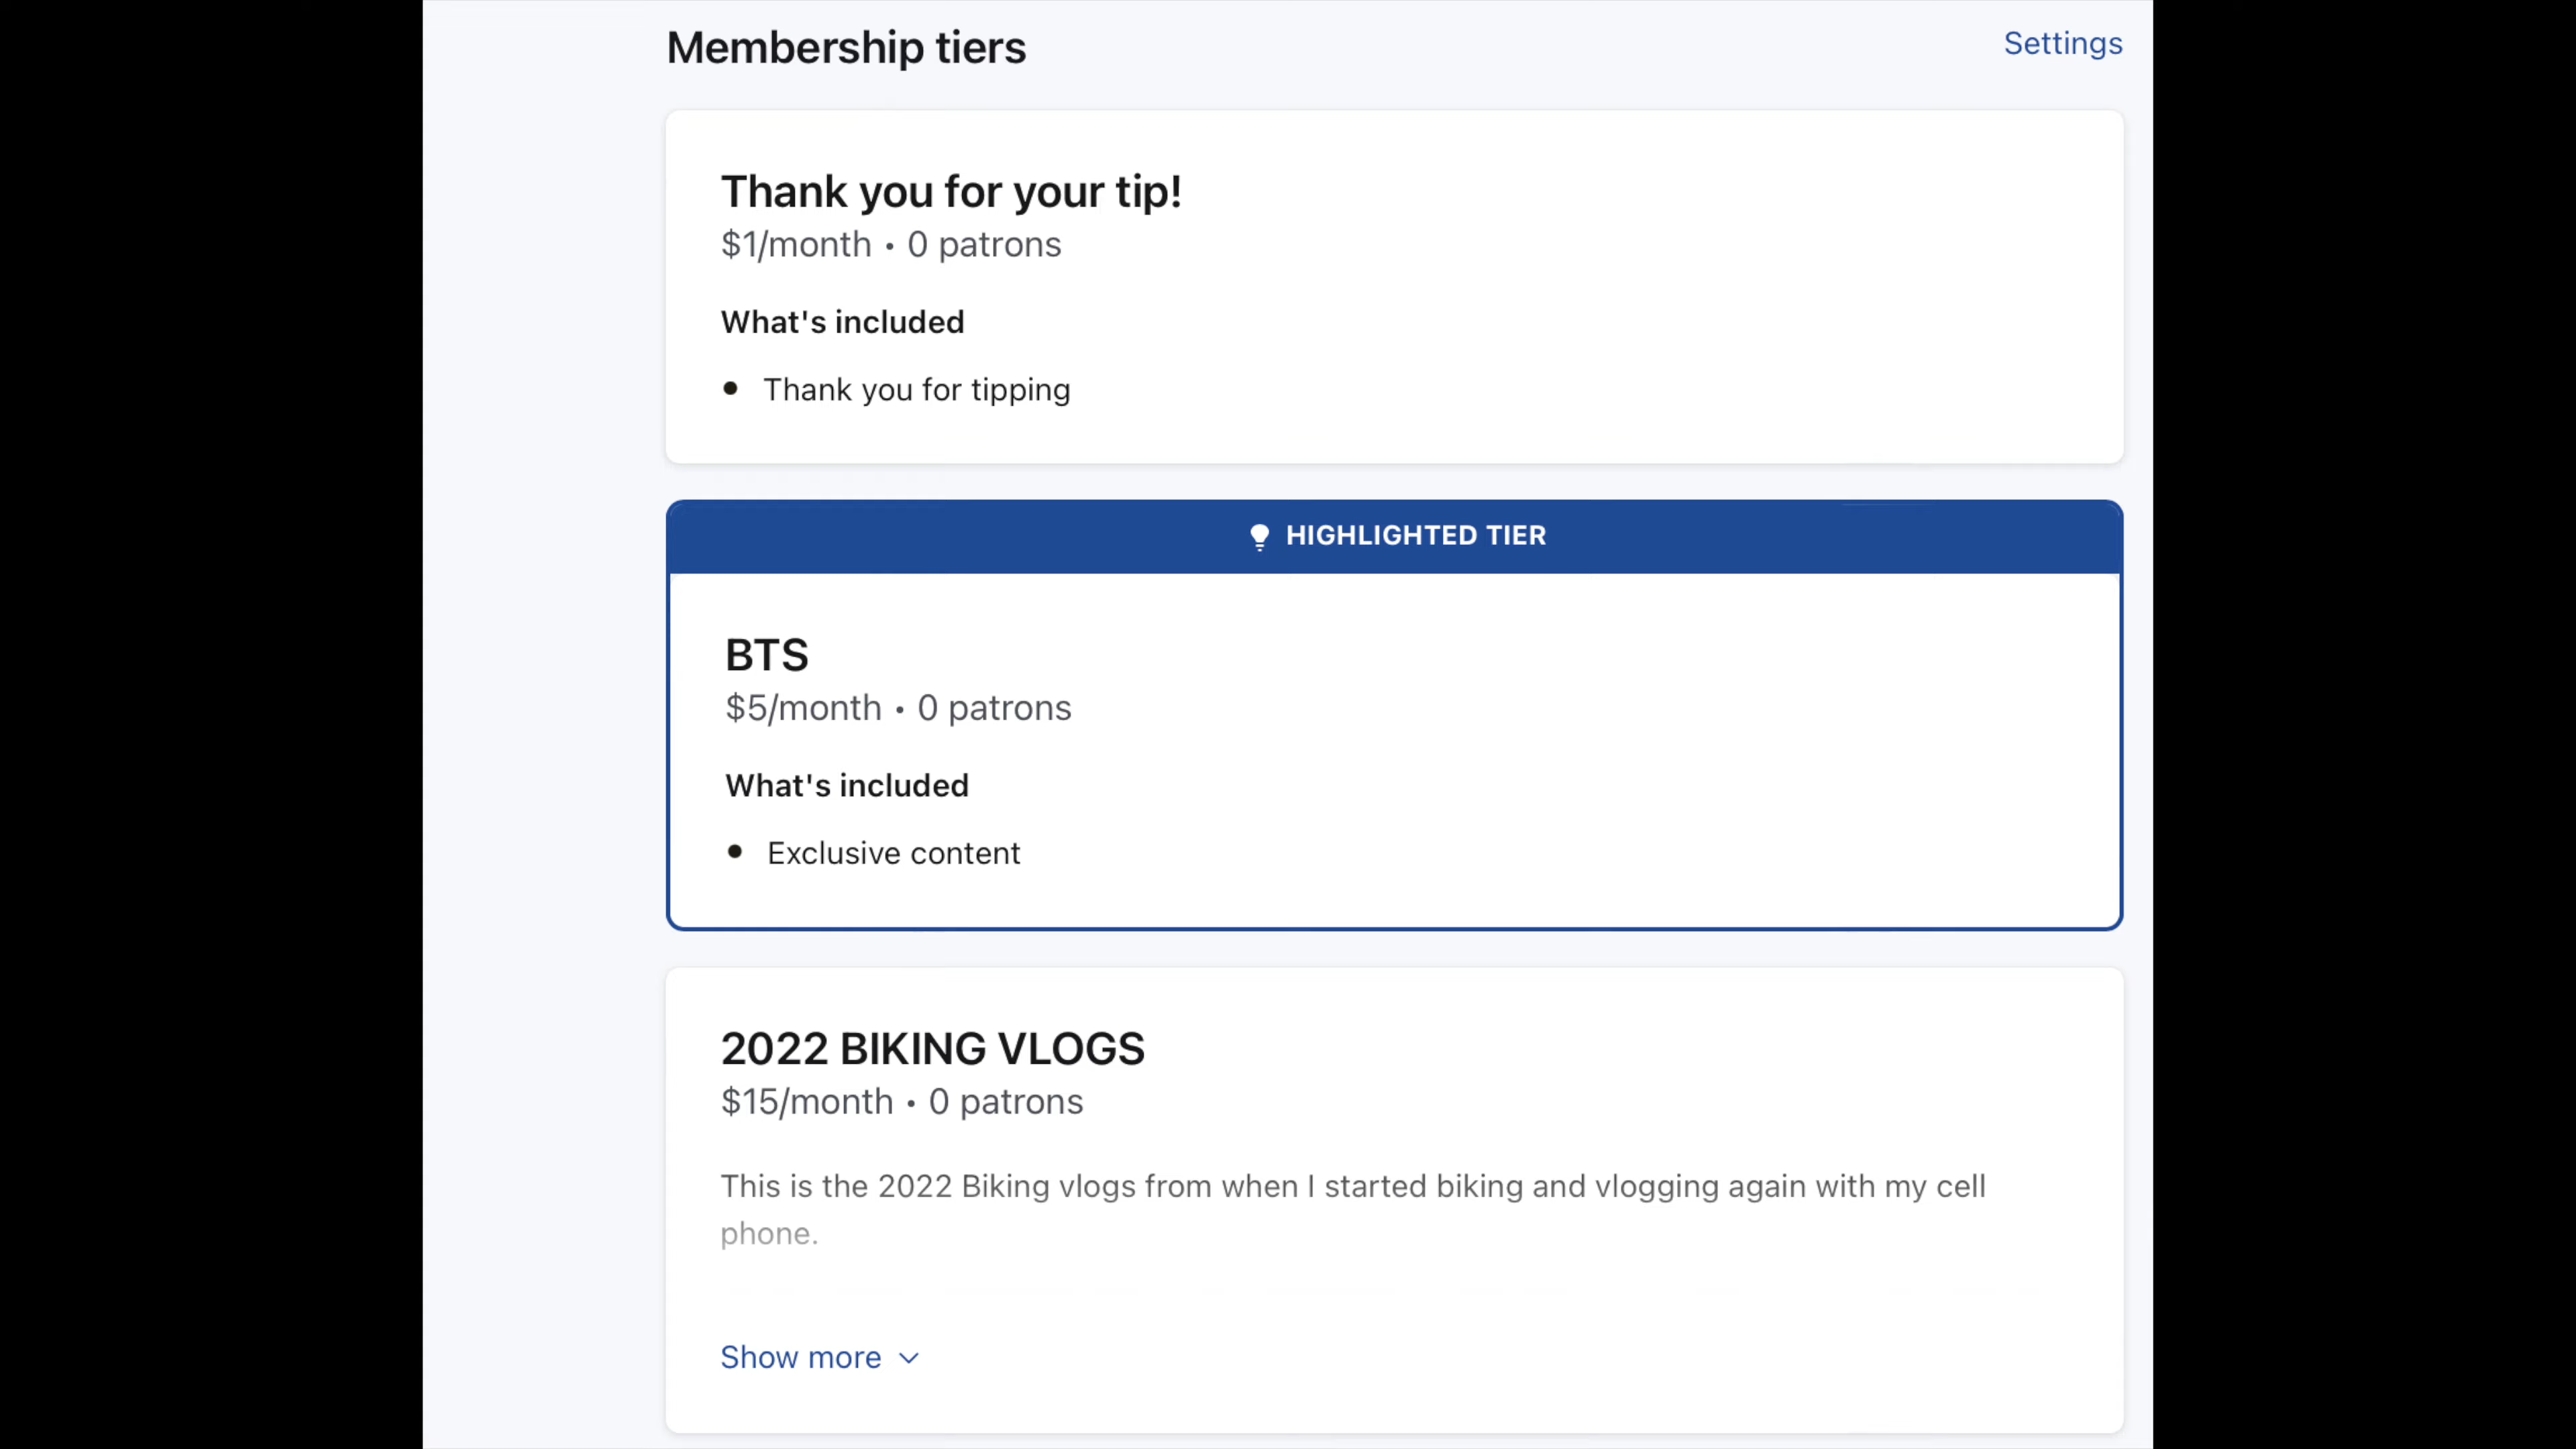 Membership tiers
Settings
Thank you for your tip!
$1/month • 0 patrons
What's included
• Thank you for tipping
HIGHLIGHTED TIER
BTS
$5/month • 0 patrons
What's included
• Exclusive content
2022 BIKING VLOGS
$15/month • 0 patrons
This is the 2022 Biking vlogs from when I started biking and vlogging again with my cell
phone.
Show more